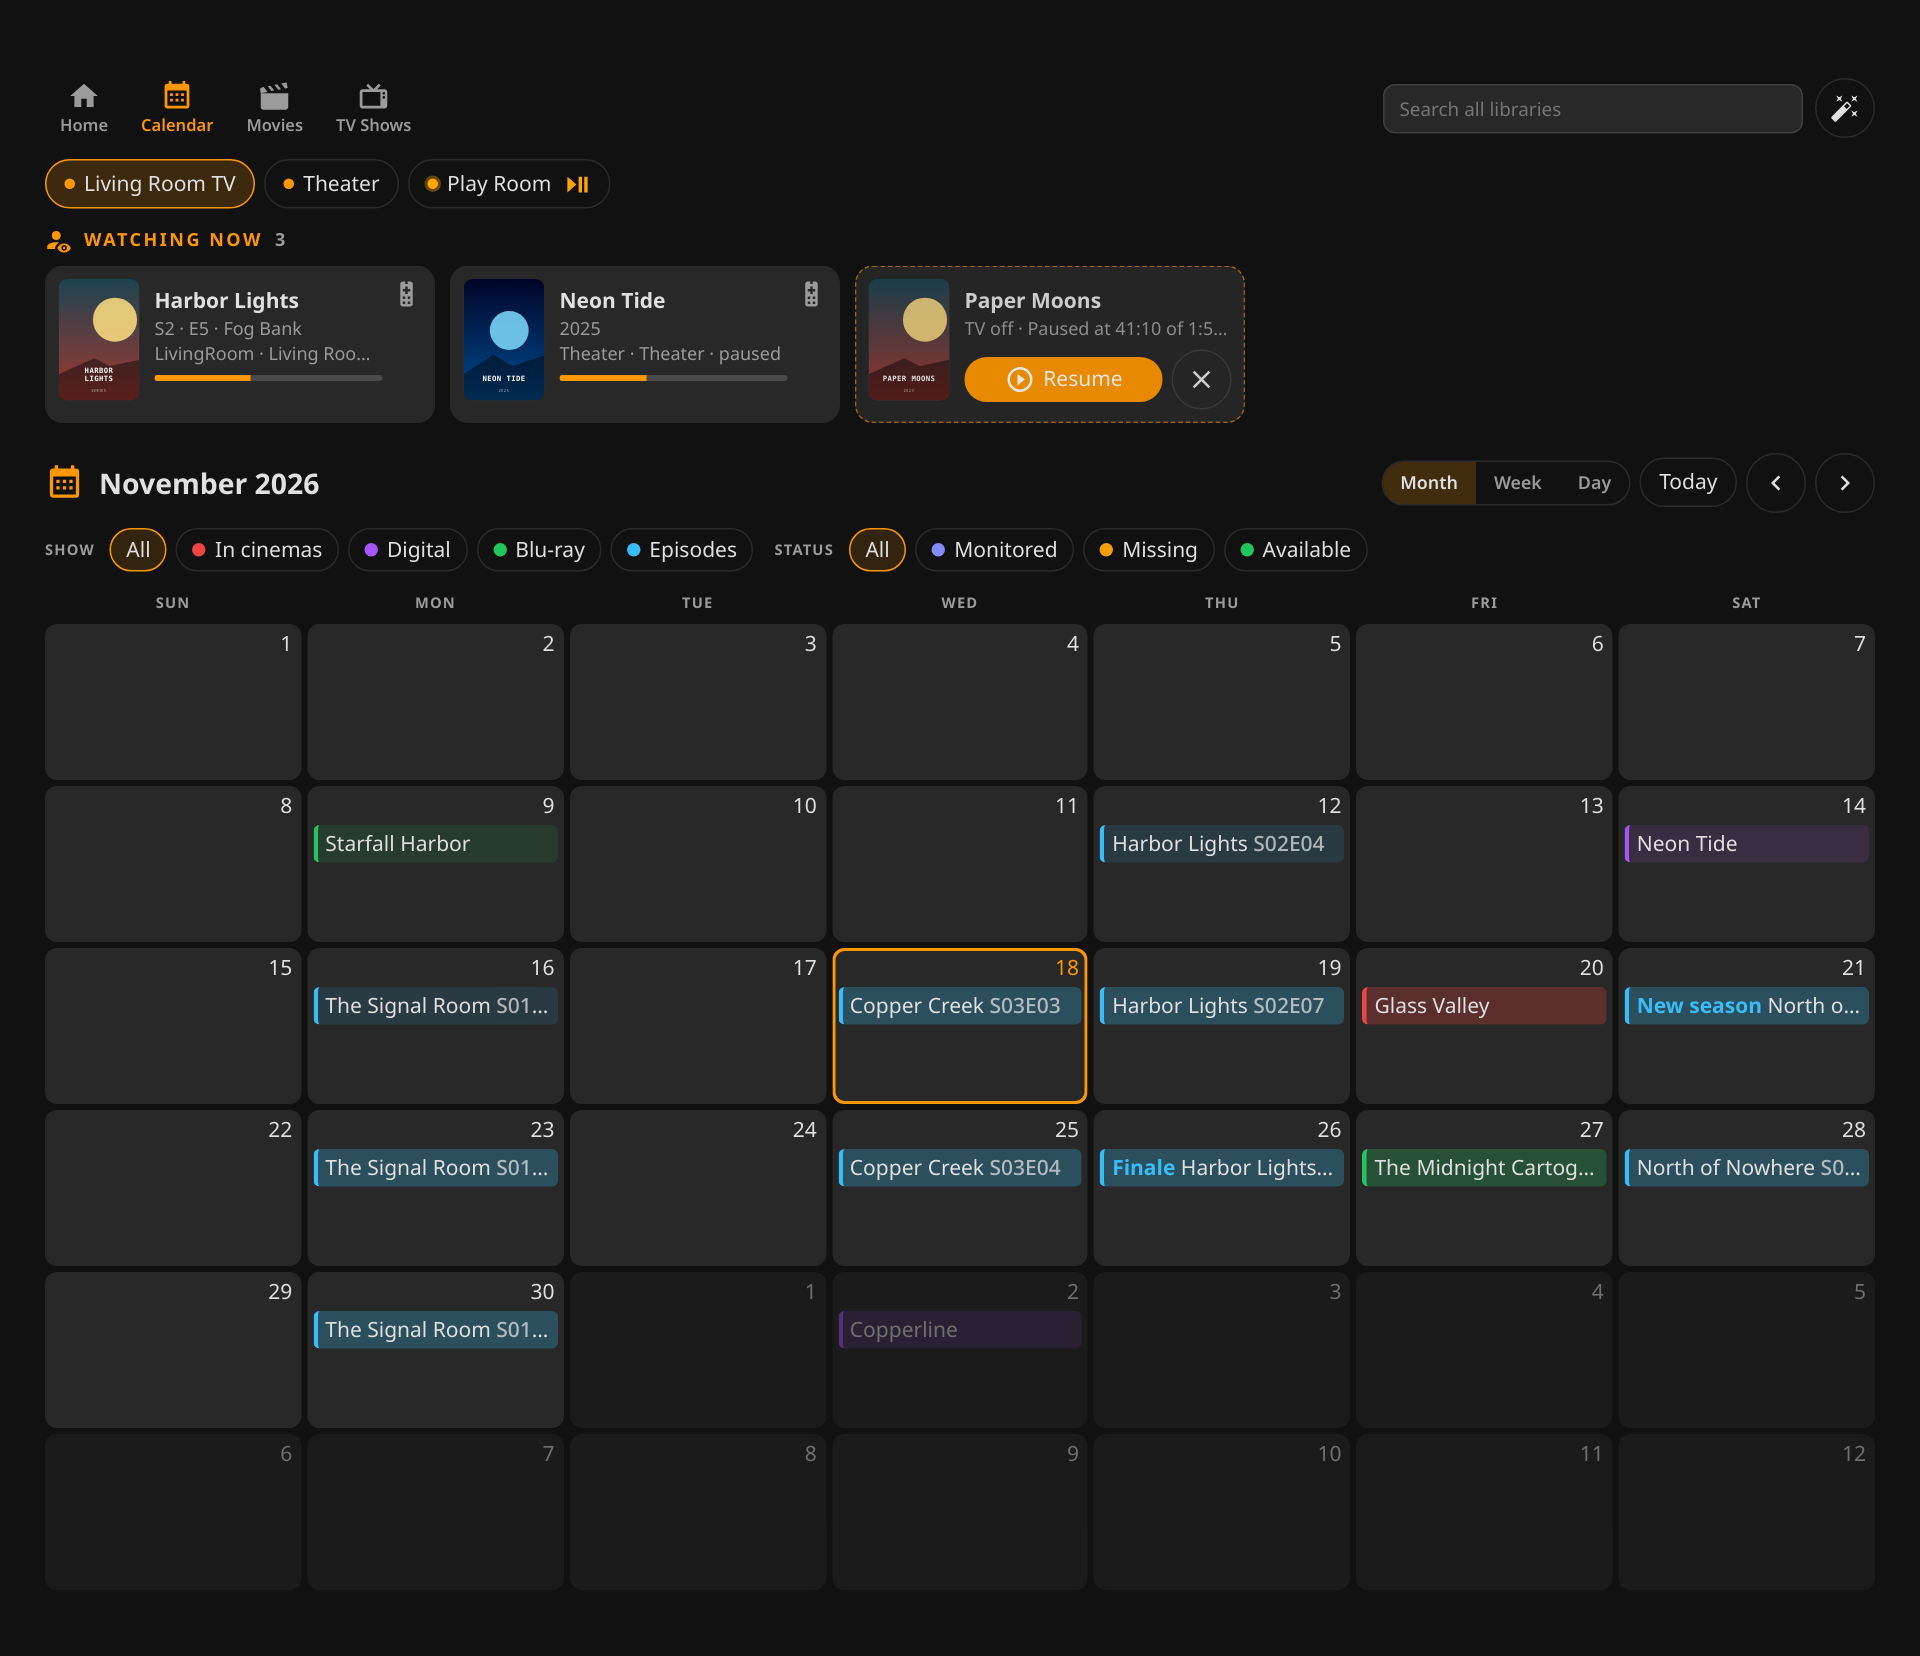 Home Calendar Movies TV Shows
Search all libraries
Living Room TV Theater Play Room
WATCHING NOW 3
Harbor Lights
S2 · E5 · Fog Bank
LivingRoom · Living Roo...
HARBOR
LIGHTS
SERIES
Neon Tide
2025
Theater · Theater · paused
NEON TIDE
2025
Paper Moons
TV off · Paused at 41:10 of 1:5...
Resume
PAPER MOONS
November 2026
Month Week Day Today
SHOW All In cinemas Digital Blu-ray Episodes STATUS All Monitored Missing Available
SUN MON TUE WED THU FRI SAT
1 2 3 4 5 6 7
8 9 10 11 12 13 14
Starfall Harbor Harbor Lights S02E04 Neon Tide
15 16 17 18 19 20 21
The Signal Room S01... Copper Creek S03E03 Harbor Lights S02E07 Glass Valley New season North o...
22 23 24 25 26 27 28
The Signal Room S01... Copper Creek S03E04 Finale Harbor Lights... The Midnight Cartog... North of Nowhere S0...
29 30 1 2 3 4 5
The Signal Room S01... Copperline
6 7 8 9 10 11 12